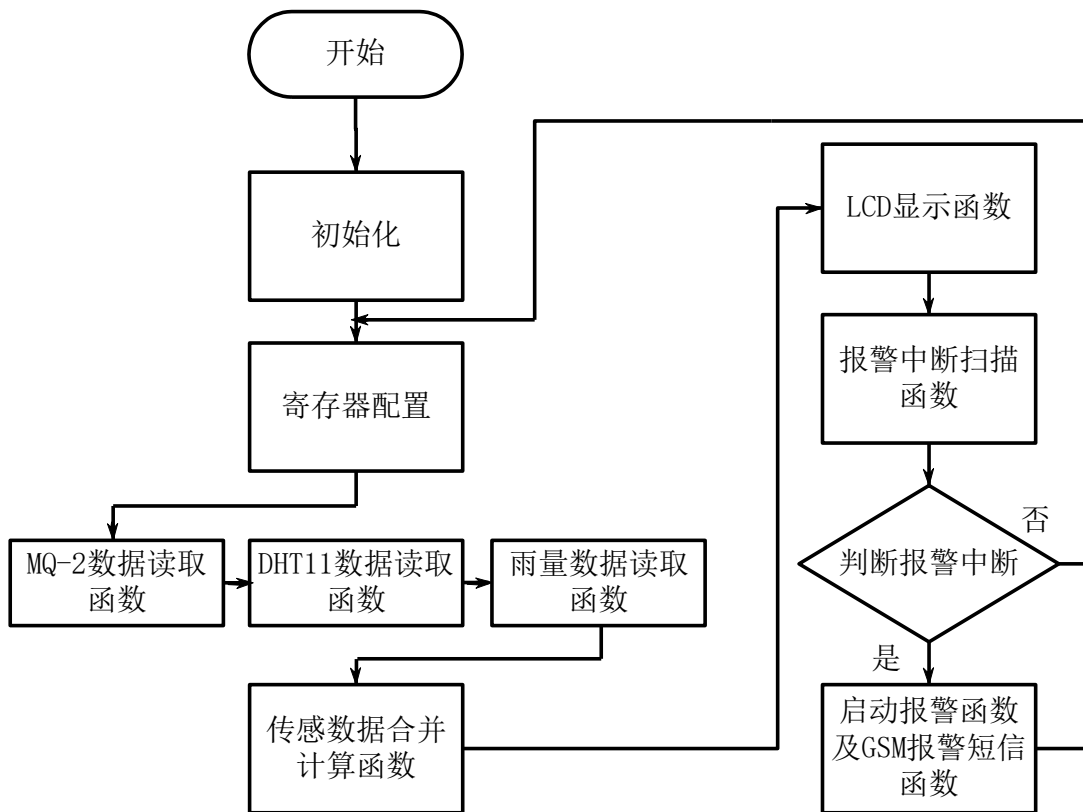 开始
初始化
寄存器配置
MQ-2数据读取
函数
DHT11数据读取
函数
雨量数据读取
函数
传感数据合并
计算函数
LCD显示函数
报警中断扫描
函数
判断报警中断
否
是
启动报警函数
及GSM报警短信
函数